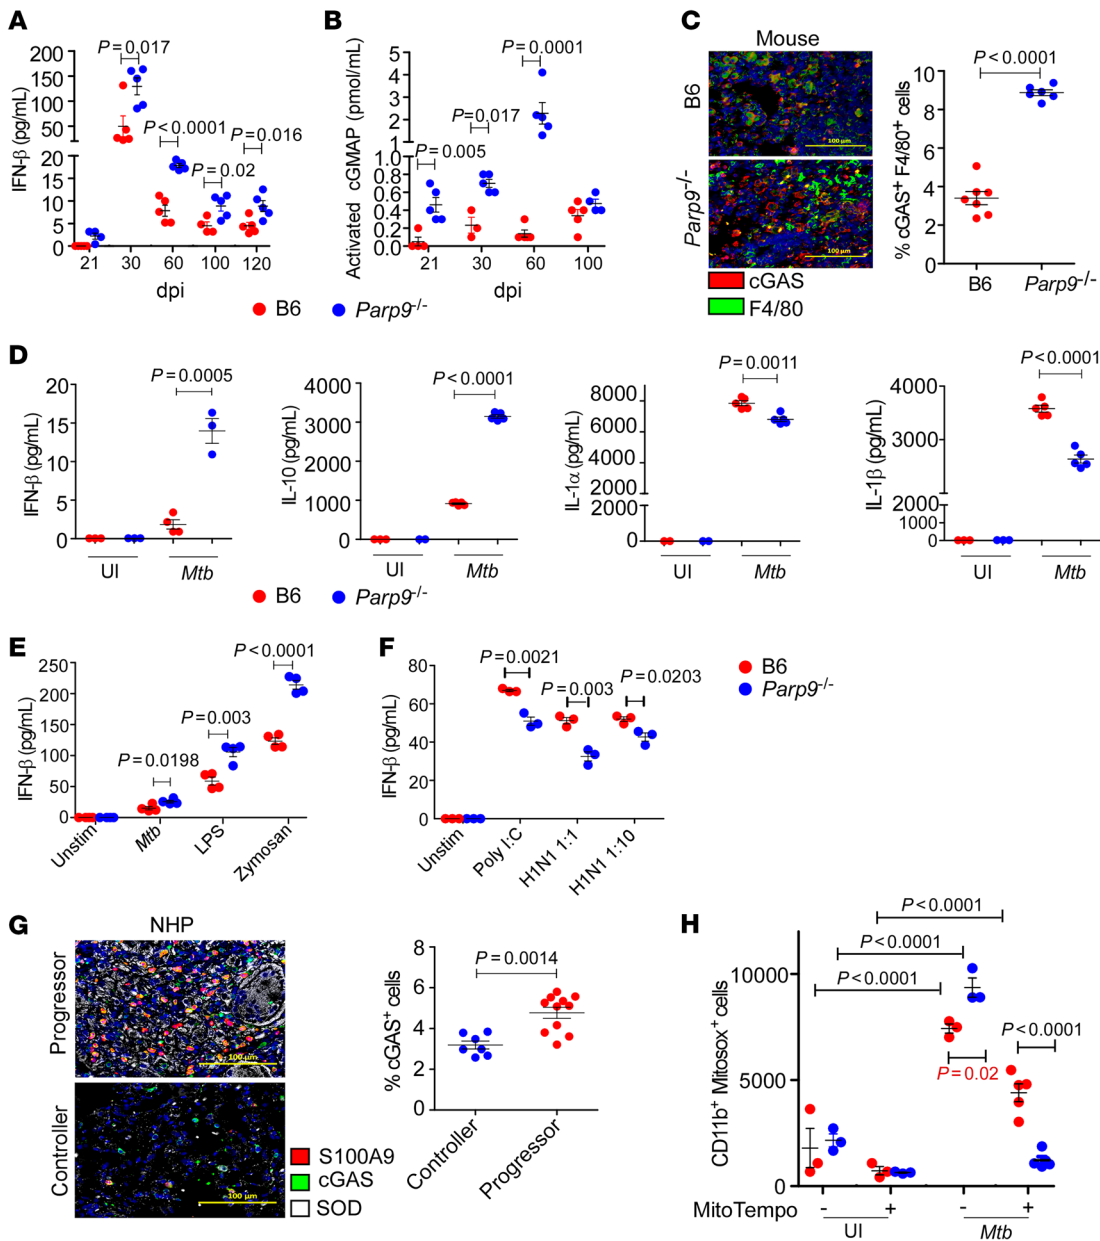 A
IFN-β (pg/mL)
200
150
100
50
20
15
10
5
0
P = 0.017
P < 0.0001
P = 0.02
P = 0.016
21 30 60 100 120
dpi
B
Activated cGMAP (pmol/mL)
5
4
3
2
1
0.8
0.6
0.4
0.2
0.0
P = 0.005
P = 0.017
P = 0.0001
21 30 60 100
dpi
B6 Parp9-/-
C
Mouse
B6
100 µm
Parp9-/-
100 µm
cGAS
F4/80
% cGAS+ F4/80+ cells
10
8
6
4
2
0
P < 0.0001
B6 Parp9-/-
D
IFN-β (pg/mL)
20
15
10
5
0
P = 0.0005
UI Mtb
IL-10 (pg/mL)
4000
3000
2000
1000
0
P < 0.0001
UI Mtb
IL-1α (pg/mL)
8000
6000
4000
2000
2000
0
P = 0.0011
UI Mtb
IL-1β (pg/mL)
4000
3000
2000
1000
0
P < 0.0001
UI Mtb
B6 Parp9-/-
E
IFN-β (pg/mL)
250
200
150
100
50
0
P = 0.0198
P = 0.003
P < 0.0001
Unstim Mtb LPS Zymosan
F
IFN-β (pg/mL)
80
60
40
20
0
P = 0.0021
P = 0.003
P = 0.0203
Unstim Poly I:C H1N1 1:1 H1N1 1:10
B6
Parp9-/-
G
NHP
Progressor
100 µm
Controller
100 µm
S100A9
cGAS
SOD
% cGAS+ cells
8
6
4
2
0
P = 0.0014
Controller Progressor
H
CD11b+ Mitosox+ cells
10000
5000
0
P < 0.0001
P < 0.0001
P < 0.0001
P < 0.0001
P = 0.02
MitoTempo - + - +
UI Mtb